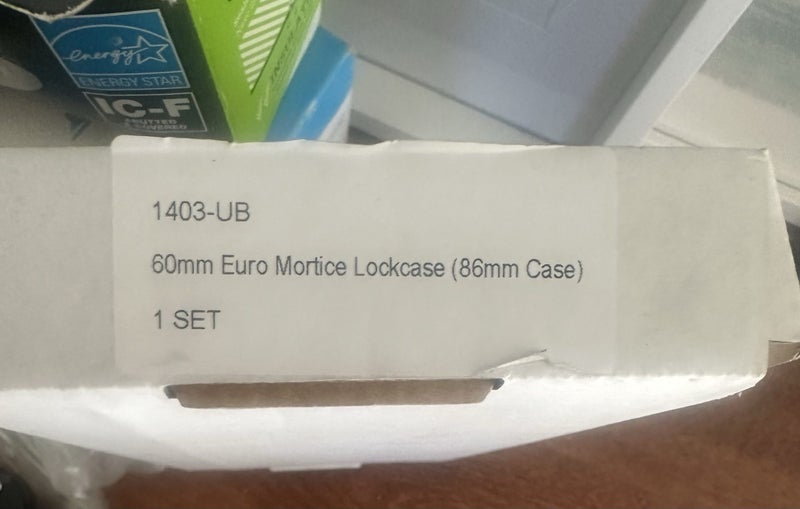 energy
ENERGY STAR
IC-F
1403-UB
60mm Euro Mortice Lockcase (86mm Case)
1 SET